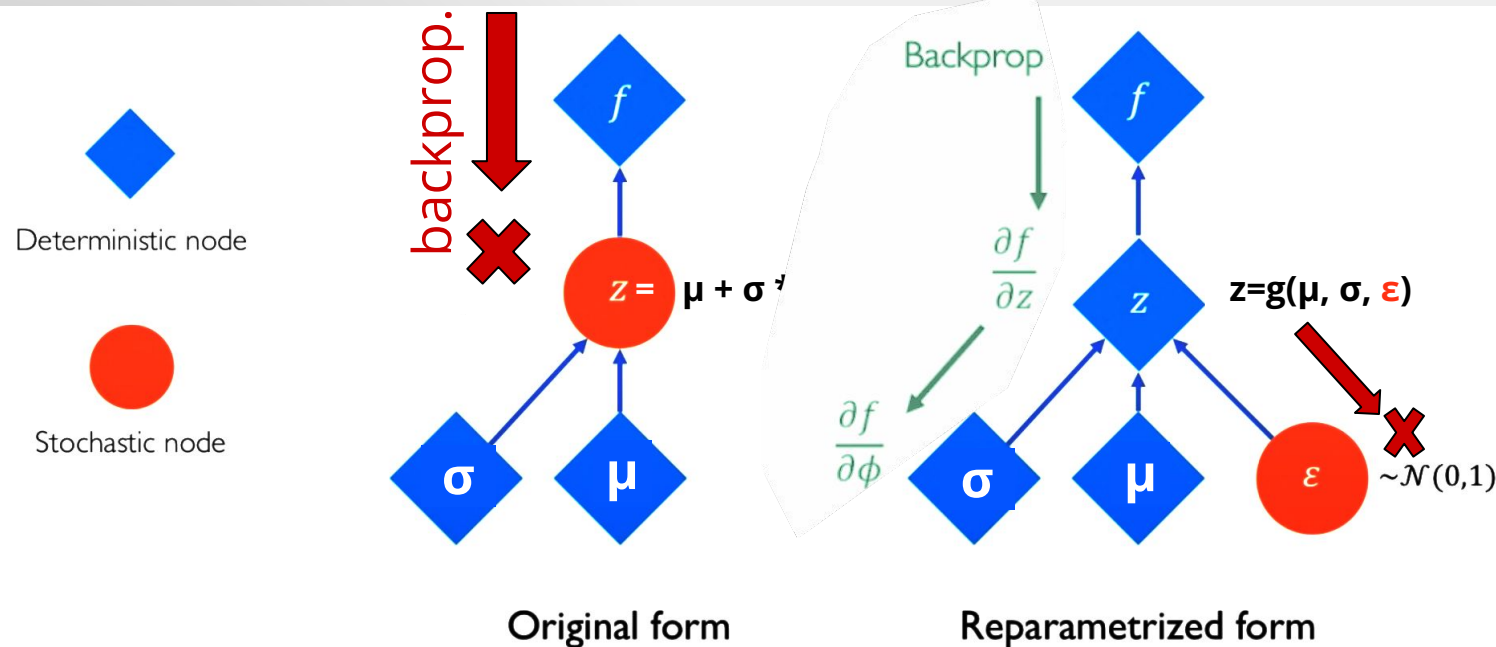 Deterministic node
Stochastic node
backprop.
f
z = μ + σ
σ
μ
Original form
Backprop
∂f
∂z
∂f
∂ϕ
f
z
z=g(μ, σ, ε)
σ
μ
ε
~𝒩(0,1)
Reparametrized form